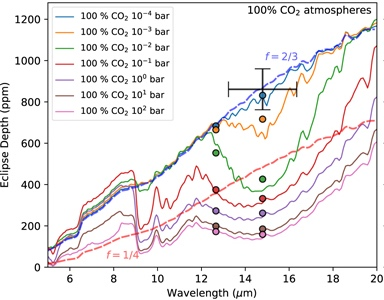 100% CO2 atmospheres
100 % CO2 10⁻⁴ bar
100 % CO2 10⁻³ bar
100 % CO2 10⁻² bar
100 % CO2 10⁻¹ bar
100 % CO2 10⁰ bar
100 % CO2 10¹ bar
100 % CO2 10² bar
f = 2/3
f = 1/4
Eclipse Depth (ppm)
1200
1000
800
600
400
200
0
6 8 10 12 14 16 18 20
Wavelength (μm)